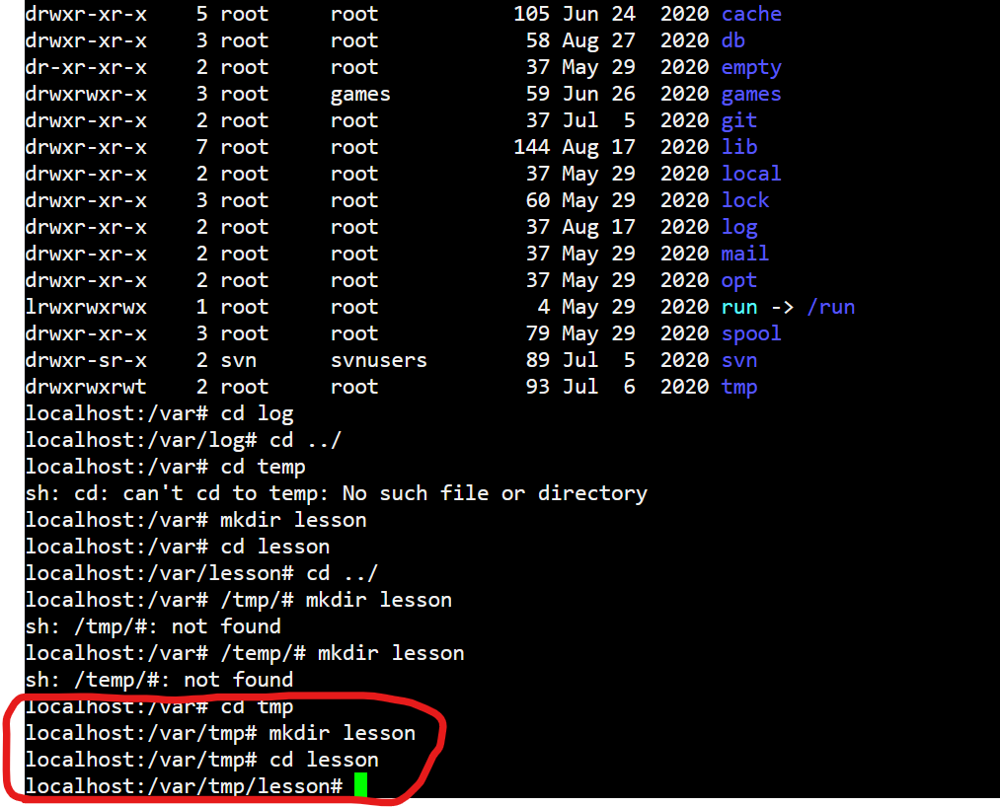 drwxr-xr-x    5 root     root           105 Jun 24  2020 cache
drwxr-xr-x    3 root     root            58 Aug 27  2020 db
dr-xr-xr-x    2 root     root            37 May 29  2020 empty
drwxrwxr-x    3 root     games           59 Jun 26  2020 games
drwxr-xr-x    2 root     root            37 Jul  5  2020 git
drwxr-xr-x    7 root     root           144 Aug 17  2020 lib
drwxr-xr-x    2 root     root            37 May 29  2020 local
drwxr-xr-x    3 root     root            60 May 29  2020 lock
drwxr-xr-x    2 root     root            37 Aug 17  2020 log
drwxr-xr-x    2 root     root            37 May 29  2020 mail
drwxr-xr-x    2 root     root            37 May 29  2020 opt
lrwxrwxrwx    1 root     root             4 May 29  2020 run -> /run
drwxr-xr-x    3 root     root            79 May 29  2020 spool
drwxr-sr-x    2 svn      svnusers        89 Jul  5  2020 svn
drwxrwxrwt    2 root     root            93 Jul  6  2020 tmp
localhost:/var# cd log
localhost:/var/log# cd ../
localhost:/var# cd temp
sh: cd: can't cd to temp: No such file or directory
localhost:/var# mkdir lesson
localhost:/var# cd lesson
localhost:/var/lesson# cd ../
localhost:/var# /tmp/# mkdir lesson
sh: /tmp/#: not found
localhost:/var# /temp/# mkdir lesson
sh: /temp/#: not found
localhost:/var# cd tmp
localhost:/var/tmp# mkdir lesson
localhost:/var/tmp# cd lesson
localhost:/var/tmp/lesson#